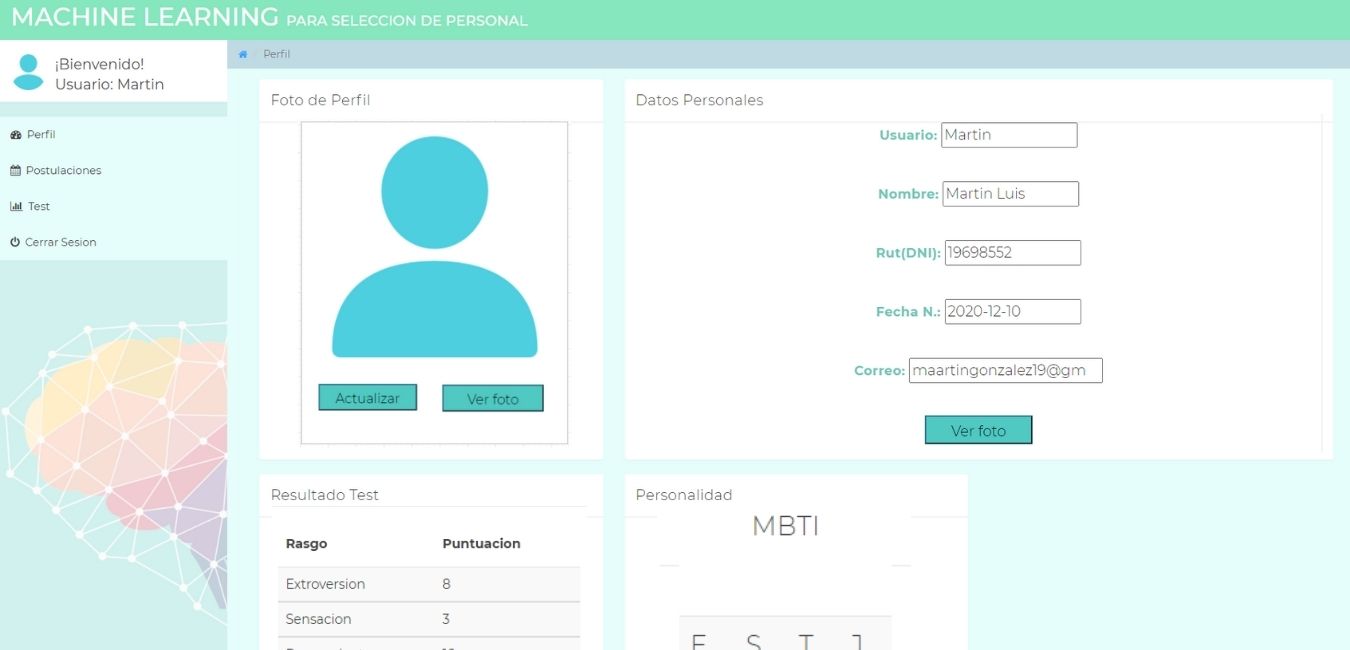 MACHINE LEARNING PARA SELECCION DE PERSONAL
¡Bienvenido!
Usuario: Martin
Perfil
Postulaciones
Test
Cerrar Sesion
Perfil
Foto de Perfil
Actualizar
Ver foto
Datos Personales
Usuario: Martin
Nombre: Martin Luis
Rut(DNI): 19698552
Fecha N.: 2020-12-10
Correo: maartingonzalez19@gm
Ver foto
Resultado Test
Rasgo Puntuacion
Extroversion 8
Sensacion 3
Personalidad
MBTI
E S T J